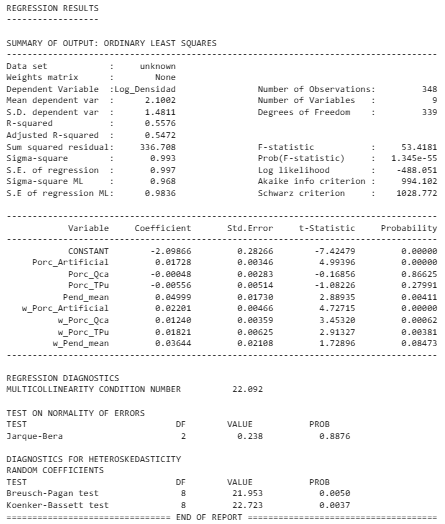 REGRESSION RESULTS
------------------
SUMMARY OF OUTPUT: ORDINARY LEAST SQUARES
Data set : unknown
Weights matrix : None
Dependent Variable :Log_Densidad Number of Observations: 348
Mean dependent var : 2.1002 Number of Variables : 9
S.D. dependent var : 1.4811 Degrees of Freedom : 339
R-squared : 0.5576
Adjusted R-squared : 0.5472
Sum squared residual: 336.708 F-statistic : 53.4181
Sigma-square : 0.993 Prob(F-statistic) : 1.345e-55
S.E. of regression : 0.997 Log likelihood : -488.051
Sigma-square ML : 0.968 Akaike info criterion : 994.102
S.E of regression ML: 0.9836 Schwarz criterion : 1028.772
Variable Coefficient Std.Error t-Statistic Probability
CONSTANT -2.09866 0.28266 -7.42479 0.00000
Porc_Artificial 0.01728 0.00346 4.99396 0.00000
Porc_Qca -0.00048 0.00283 -0.16856 0.86625
Porc_TPu -0.00556 0.00514 -1.08226 0.27991
Pend_mean 0.04999 0.01730 2.88935 0.00411
w_Porc_Artificial 0.02201 0.00466 4.72715 0.00000
w_Porc_Qca 0.01240 0.00359 3.45320 0.00062
w_Porc_TPu 0.01821 0.00625 2.91327 0.00381
w_Pend_mean 0.03644 0.02108 1.72896 0.08473
REGRESSION DIAGNOSTICS
MULTICOLLINEARITY CONDITION NUMBER 22.092
TEST ON NORMALITY OF ERRORS
TEST DF VALUE PROB
Jarque-Bera 2 0.238 0.8876
DIAGNOSTICS FOR HETEROSKEDASTICITY
RANDOM COEFFICIENTS
TEST DF VALUE PROB
Breusch-Pagan test 8 21.953 0.0050
Koenker-Bassett test 8 22.723 0.0037
============================== END OF REPORT ==============================